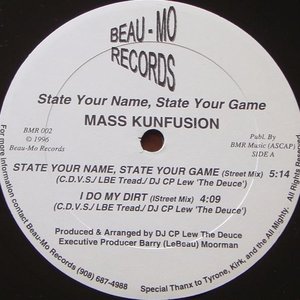 BEAU-MO
RECORDS
State Your Name, State Your Game
MASS KUNFUSION
BMR 002
© 1996
Beau-Mo Records
Publ. By
BMR Music (ASCAP)
SIDE A
STATE YOUR NAME, STATE YOUR GAME (Street Mix) 5:14
(C.D.V.S./ LBE Tread./ DJ CP Lew 'The Deuce')
I DO MY DIRT (IStreet Mix) 4:09
(C.D.V.S./ LBE Tread./ DJ CP Lew 'The Deuce')
Produced & Arranged by DJ CP Lew The Deuce
Executive Producer Barry (LeBeau) Moorman
For more information contact Beau-Mo Records (908) 687-4988
Special Thanx to Tyrone, Kirk, and the All Mighty.
All Rights